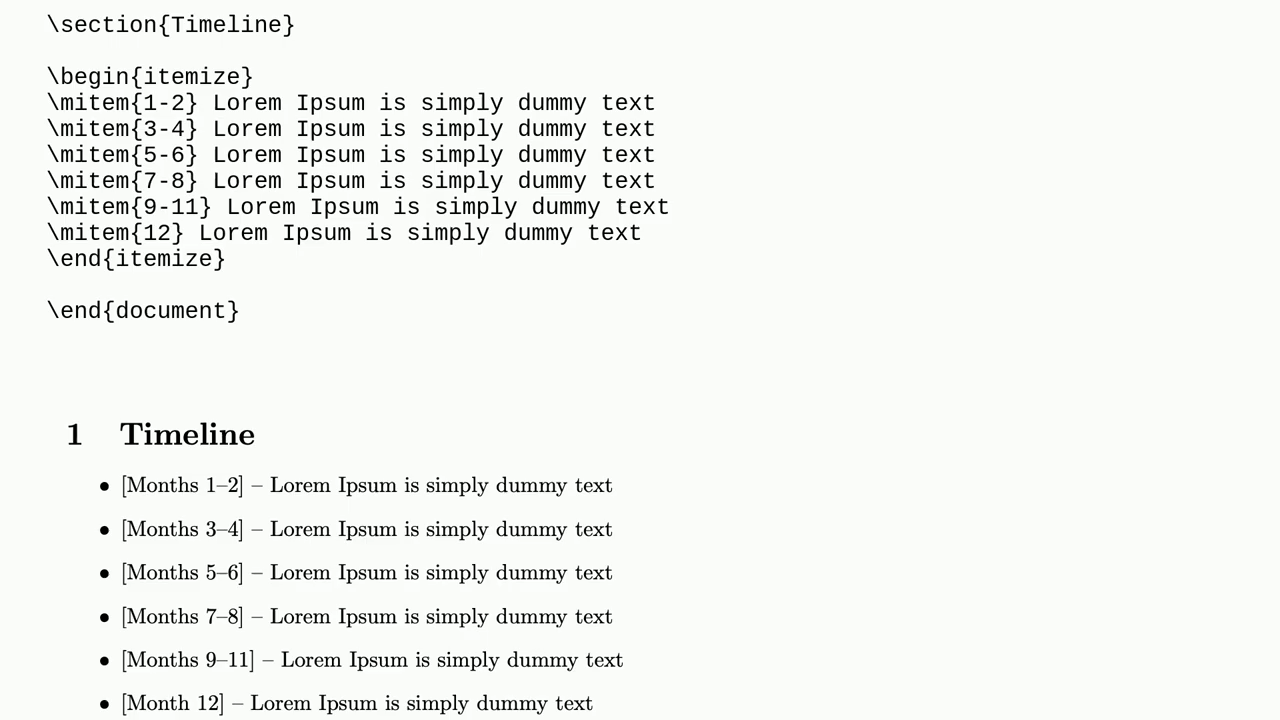 \section{Timeline}
\begin{itemize}
\mitem{1-2} Lorem Ipsum is simply dummy text
\mitem{3-4} Lorem Ipsum is simply dummy text
\mitem{5-6} Lorem Ipsum is simply dummy text
\mitem{7-8} Lorem Ipsum is simply dummy text
\mitem{9-11} Lorem Ipsum is simply dummy text
\mitem{12} Lorem Ipsum is simply dummy text
\end{itemize}
\end{document}
1 Timeline
• [Months 1–2] – Lorem Ipsum is simply dummy text
• [Months 3–4] – Lorem Ipsum is simply dummy text
• [Months 5–6] – Lorem Ipsum is simply dummy text
• [Months 7–8] – Lorem Ipsum is simply dummy text
• [Months 9–11] – Lorem Ipsum is simply dummy text
• [Month 12] – Lorem Ipsum is simply dummy text